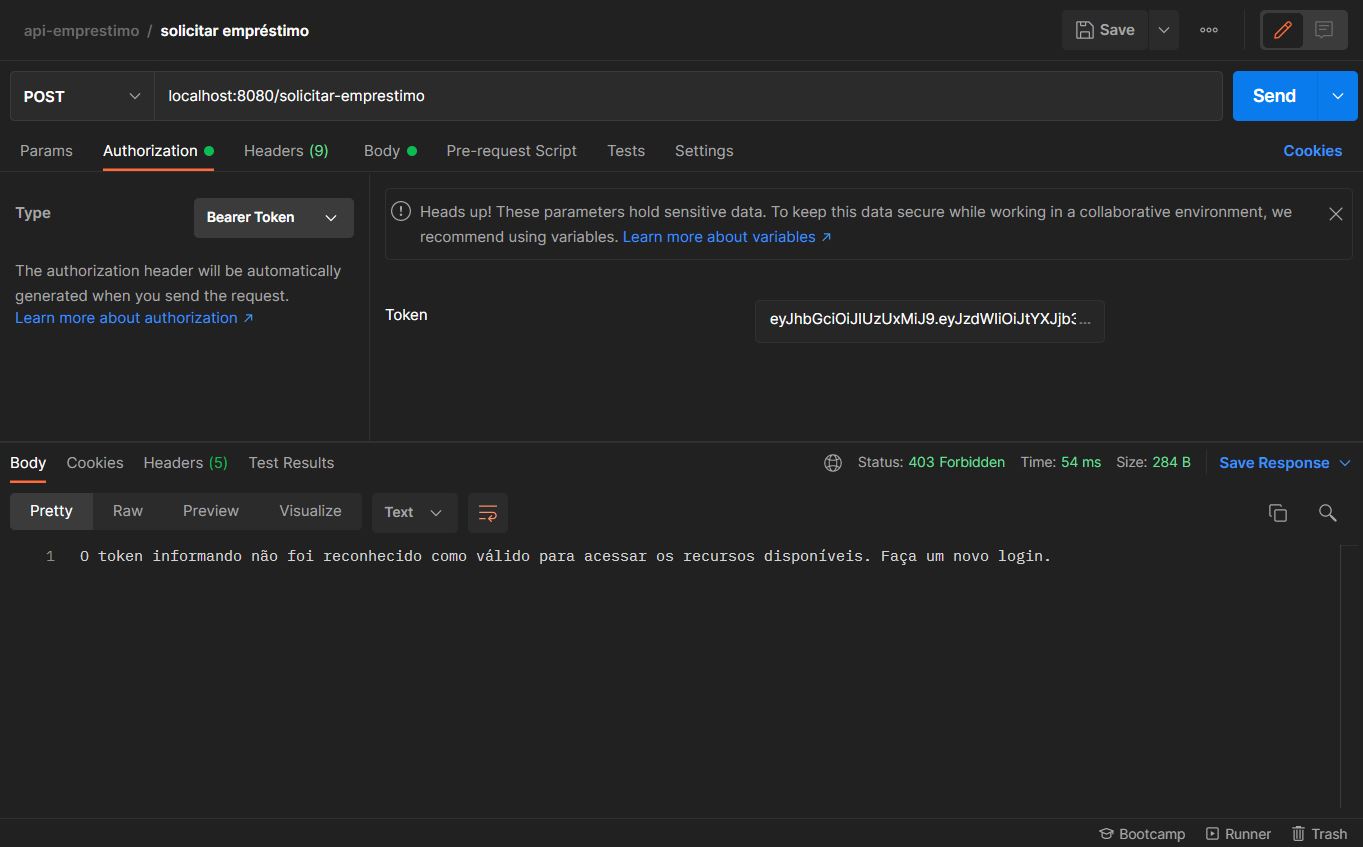 api-emprestimo / solicitar empréstimo
Save
POST
localhost:8080/solicitar-emprestimo
Send
Params
Authorization
Headers (9)
Body
Pre-request Script
Tests
Settings
Cookies
Type
Bearer Token
The authorization header will be automatically
generated when you send the request.
Learn more about authorization ↗
Heads up! These parameters hold sensitive data. To keep this data secure while working in a collaborative environment, we
recommend using variables. Learn more about variables ↗
Token
eyJhbGciOiJIUzUxMiJ9.eyJzdWIiOiJtYXJjb3...
Body
Cookies
Headers (5)
Test Results
Status: 403 Forbidden
Time: 54 ms
Size: 284 B
Save Response
Pretty
Raw
Preview
Visualize
Text
1 O token informando não foi reconhecido como válido para acessar os recursos disponíveis. Faça um novo login.
Bootcamp
Runner
Trash